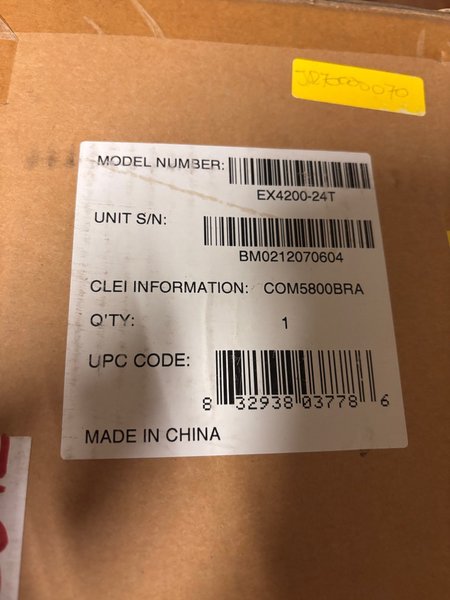 MODEL NUMBER:
EX4200-24T
UNIT S/N:
BM0212070604
CLEI INFORMATION: COM5800BRA
Q'TY: 1
UPC CODE:
8 32938 03778 6
MADE IN CHINA